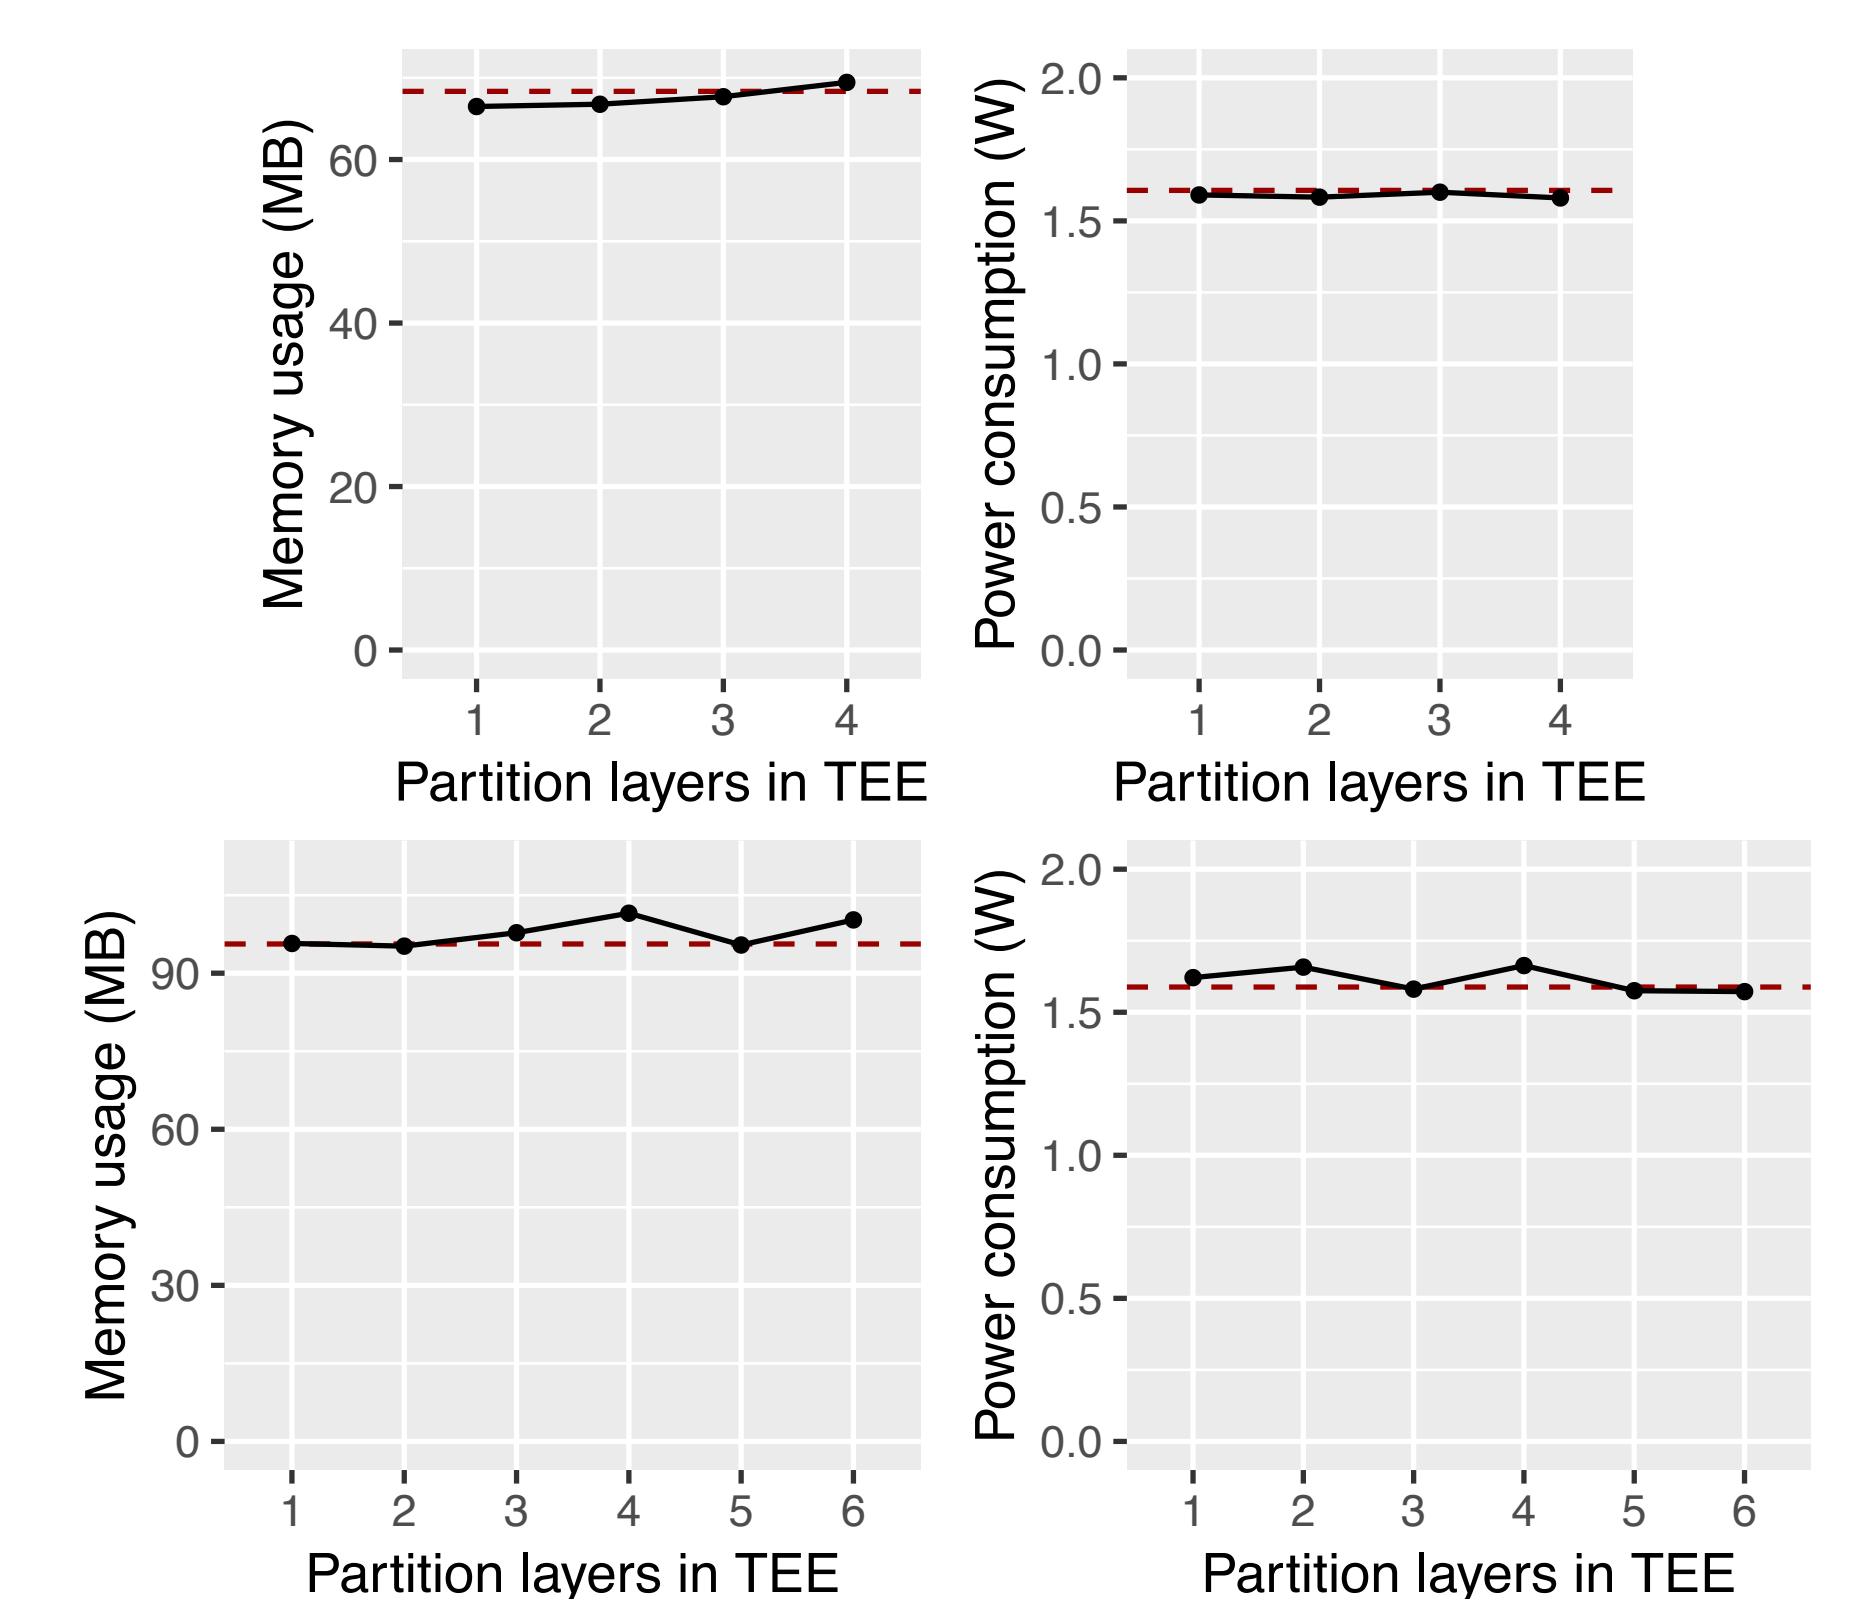 Memory usage (MB)
60
40
20
0
1 2 3 4
Partition layers in TEE
Power consumption (W)
2.0
1.5
1.0
0.5
0.0
1 2 3 4
Partition layers in TEE
Memory usage (MB)
90
60
30
0
1 2 3 4 5 6
Partition layers in TEE
Power consumption (W)
2.0
1.5
1.0
0.5
0.0
1 2 3 4 5 6
Partition layers in TEE